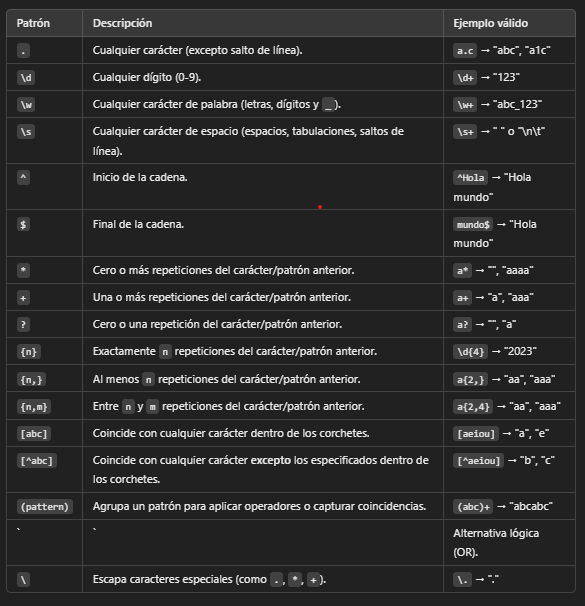 Patrón Descripción Ejemplo válido
. Cualquier carácter (excepto salto de línea). a.c → "abc", "a1c"
\d Cualquier dígito (0-9). \d+ → "123"
\w Cualquier carácter de palabra (letras, dígitos y _ ). \w+ → "abc_123"
\s Cualquier carácter de espacio (espacios, tabulaciones, saltos de \s+ → " " o "\n\t"
línea).
^ Inicio de la cadena. ^Hola → "Hola
mundo"
$ Final de la cadena. mundo$ → "Hola
mundo"
* Cero o más repeticiones del carácter/patrón anterior. a* → "", "aaaa"
+ Una o más repeticiones del carácter/patrón anterior. a+ → "a", "aaa"
? Cero o una repetición del carácter/patrón anterior. a? → "", "a"
{n} Exactamente n repeticiones del carácter/patrón anterior. \d{4} → "2023"
{n,} Al menos n repeticiones del carácter/patrón anterior. a{2,} → "aa", "aaa"
{n,m} Entre n y m repeticiones del carácter/patrón anterior. a{2,4} → "aa", "aaa"
[abc] Coincide con cualquier carácter dentro de los corchetes. [aeiou] → "a", "e"
[^abc] Coincide con cualquier carácter excepto los especificados dentro de [^aeiou] → "b", "c"
los corchetes.
(pattern) Agrupa un patrón para aplicar operadores o capturar coincidencias. (abc)+ → "abcabc"
` ` Alternativa lógica
(OR).
\ Escapa caracteres especiales (como . , * , + ). \. → "."